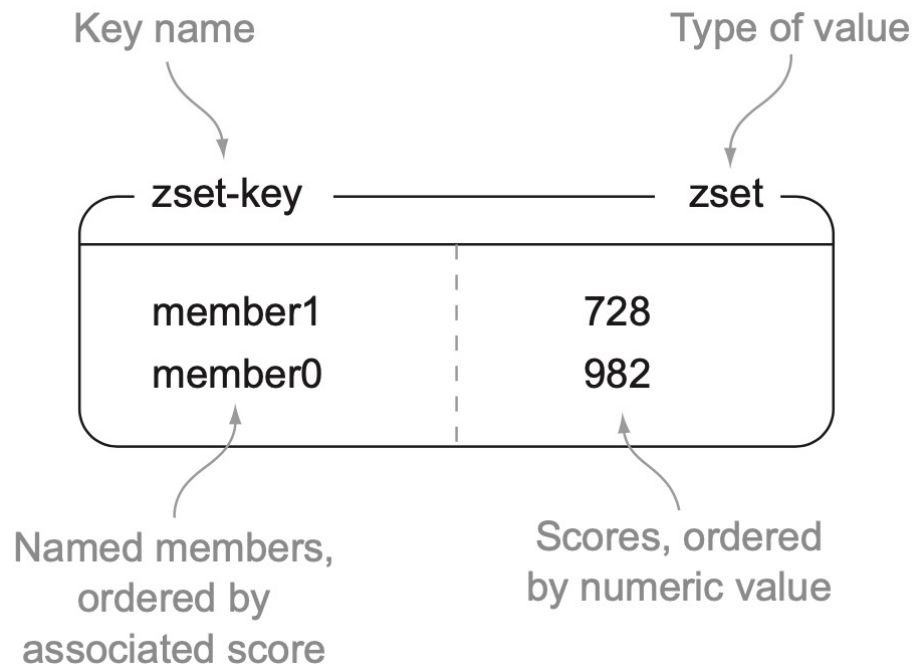 Key name
Type of value
zset-key
zset
member1
728
member0
982
Named members,
ordered by
associated score
Scores, ordered
by numeric value